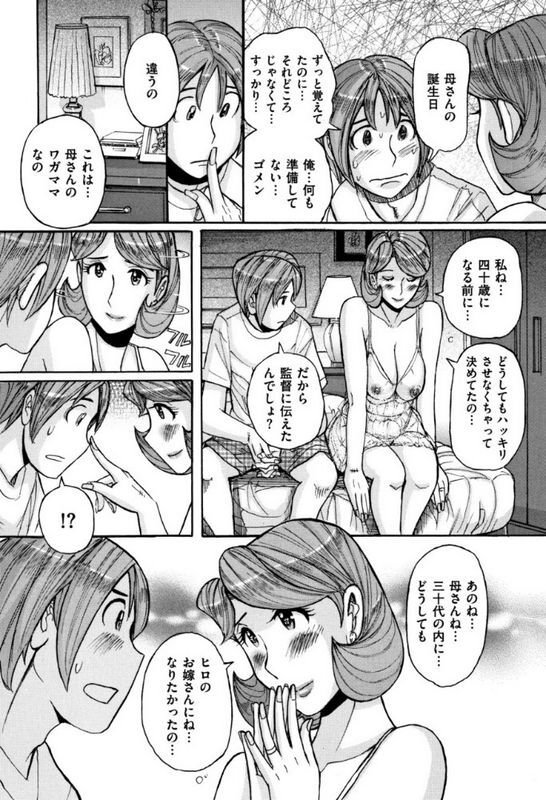 母さんの
誕生日
ずっと覚えて
たのに…
それどころ
じゃなくて…
すっかり…
俺…何も
準備して
ない…
ゴメン
違うの
これは…
母さんの
ワガママ
なの
私ね…
四十歳に
なる前に…
どうしてもハッキリ
させなくちゃって
決めてたの…
だから
監督に伝えた
んでしょ?
フル
フル
!?
あのね…
母さんね…
三十代の内に…
どうしても
ヒロの
お嫁さんにね…
なりたかったの…